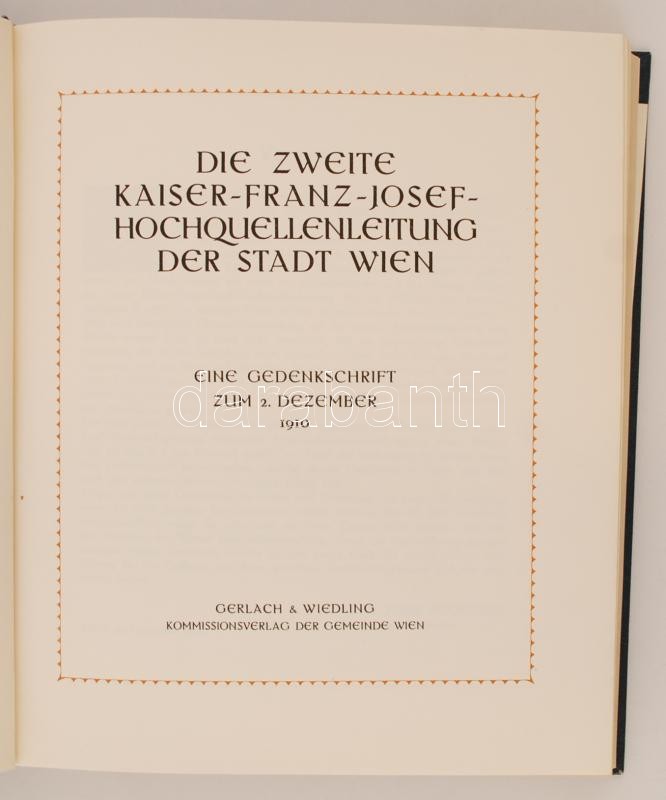 DIE ZWEITE
KAISER-FRANZ-JOSEF-
HOCHQUELLENLEITUNG
DER STADT WIEN
EINE GEDENKSCHRIFT
ZUM 2. DEZEMBER
darabanth
1910
GERLACH & WIEDLING
KOMMISSIONSVERLAG DER GEMEINDE WIEN